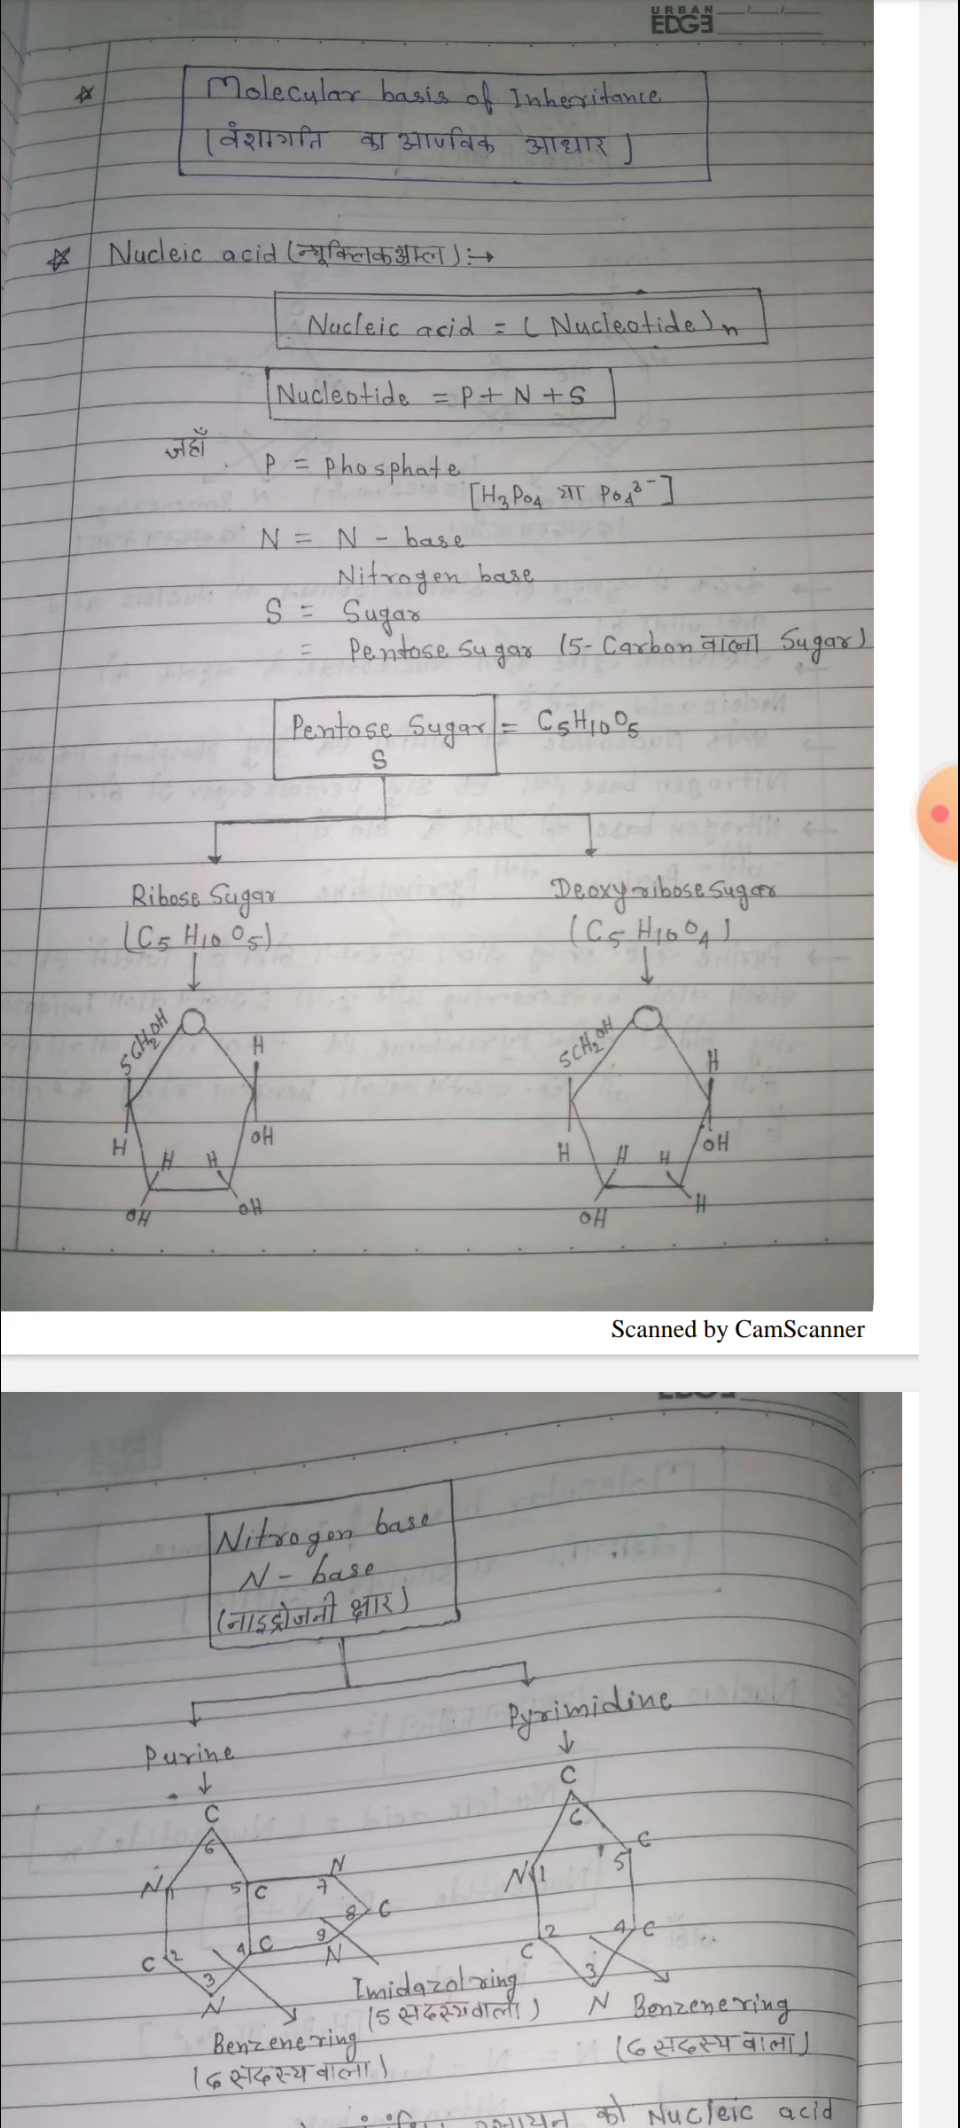 URBAN
EDGE
Molecular basis of Inheritance
(वंशागति का आणविक आधार)
Nucleic acid (न्यूक्लिक अम्ल) :→
Nucleic acid = (Nucleotide)n
Nucleotide = P + N + S
जहाँ
P = Phosphate
[H3PO4 या PO4³⁻]
N = N - base
Nitrogen base
S = Sugar
= Pentose sugar (5-Carbon वाला Sugar)
Pentose Sugar = C5H10O5
S
Ribose Sugar
Deoxyribose Sugar
(C5H10O5)
(C5H10O4)
5CH2OH
H
H
H
H
OH
OH
OH
5CH2OH
H
H
H
H
OH
OH
H
Scanned by CamScanner
EDGE
Nitrogen base
N - base
(नाइट्रोजनी क्षार)
Purine
Pyrimidine
C
6
N 1
5 C
N
7
8 C
C 2
4 C
9
N
3
N
C
6
C
5
N 1
2
C
4 C
3
N
Imidazol ring
(5 सदस्य वाला)
Benzene ring
(6 सदस्य वाला)
Benzene ring
(6 सदस्य वाला)
को Nucleic acid